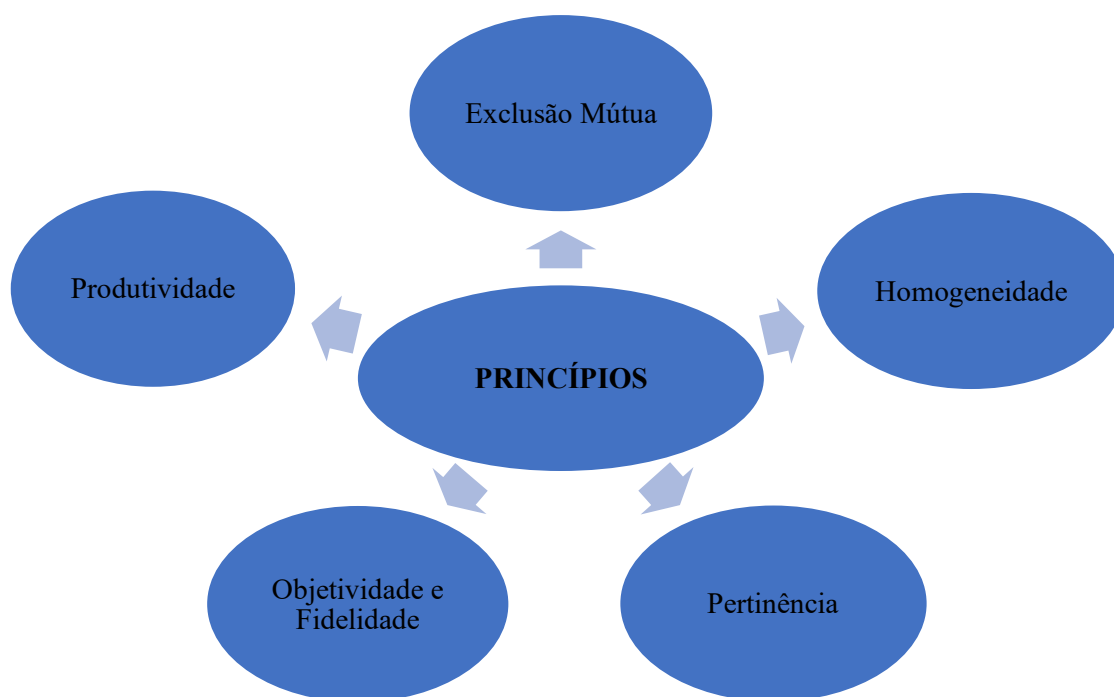 Exclusão Mútua
Produtividade
Homogeneidade
PRINCÍPIOS
Objetividade e
Fidelidade
Pertinência